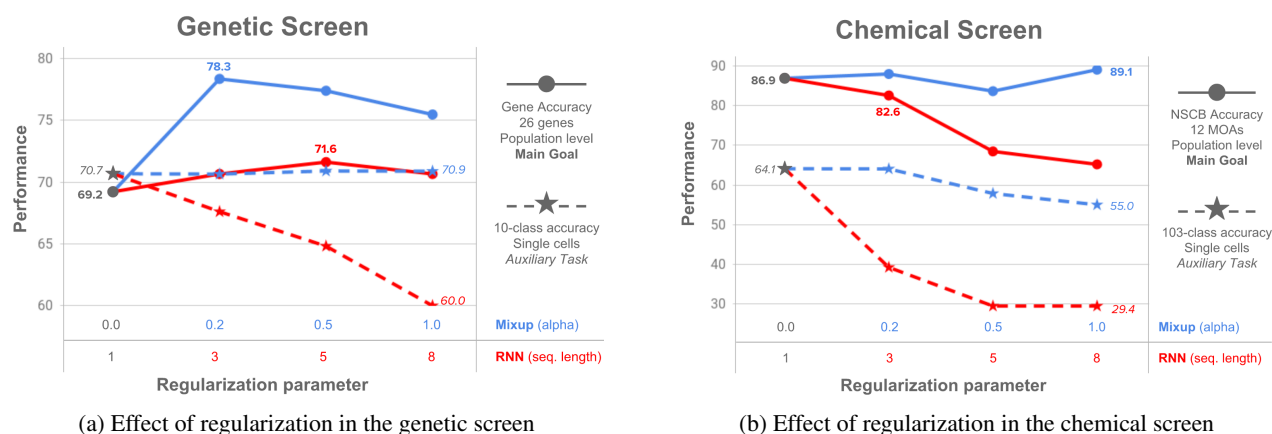 Genetic Screen
Performance
80
75
70
65
60
78.3
70.7
69.2
71.6
70.9
60.0
0.0 0.2 0.5 1.0 Mixup (alpha)
1 3 5 8 RNN (seq. length)
Regularization parameter
Gene Accuracy
26 genes
Population level
Main Goal
10-class accuracy
Single cells
Auxiliary Task
(a) Effect of regularization in the genetic screen
Chemical Screen
Performance
90
80
70
60
50
40
30
86.9
82.6
89.1
64.1
55.0
29.4
0.0 0.2 0.5 1.0 Mixup (alpha)
1 3 5 8 RNN (seq. length)
Regularization parameter
NSCB Accuracy
12 MOAs
Population level
Main Goal
103-class accuracy
Single cells
Auxiliary Task
(b) Effect of regularization in the chemical screen